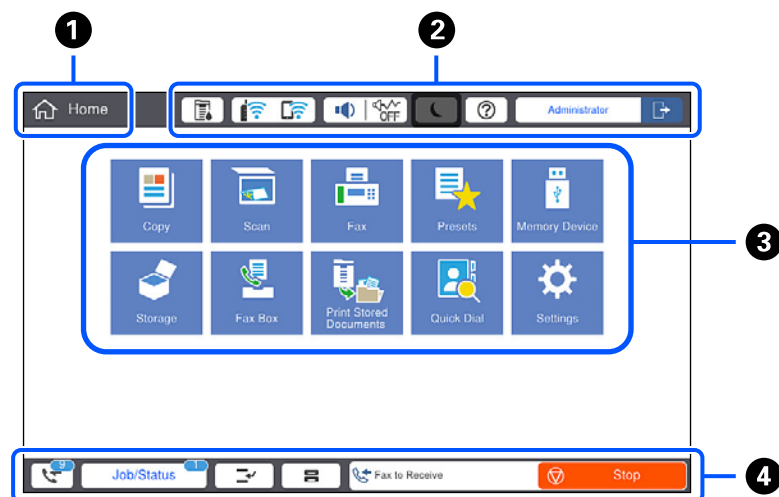 1
2
Home
OFF
Administrator
Copy
Scan
Fax
Presets
Memory Device
3
Storage
Fax Box
Print Stored
Documents
Quick Dial
Settings
9
Job/Status
1
Fax to Receive
Stop
4